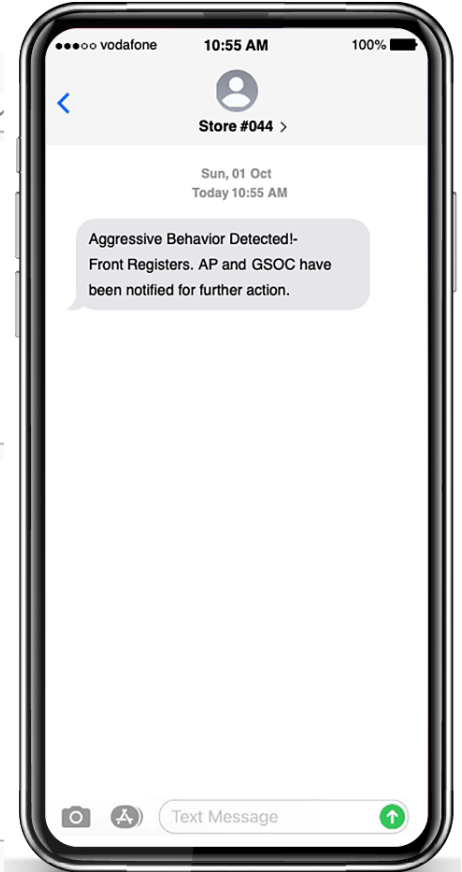 vodafone 10:55 AM 100%
Store #044 >
Sun, 01 Oct
Today 10:55 AM
Aggressive Behavior Detected!-
Front Registers. AP and GSOC have
been notified for further action.
Text Message